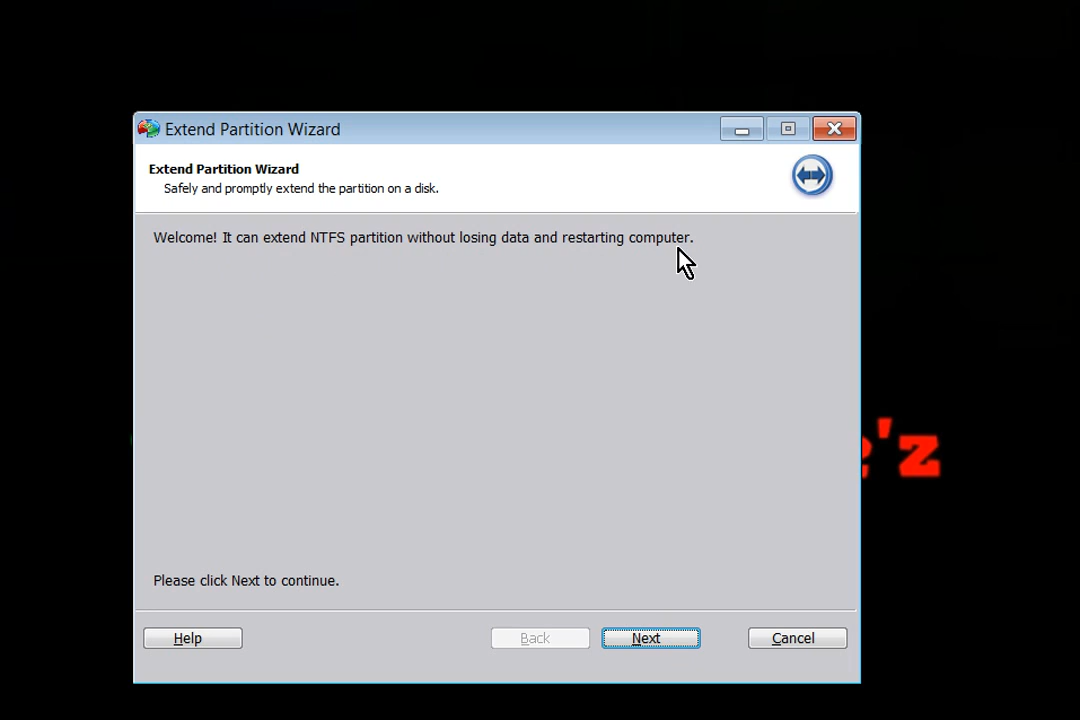 Extend Partition Wizard
Extend Partition Wizard
Safely and promptly extend the partition on a disk.
Welcome! It can extend NTFS partition without losing data and restarting computer.
'z
Please click Next to continue.
Help
Back
Next
Cancel